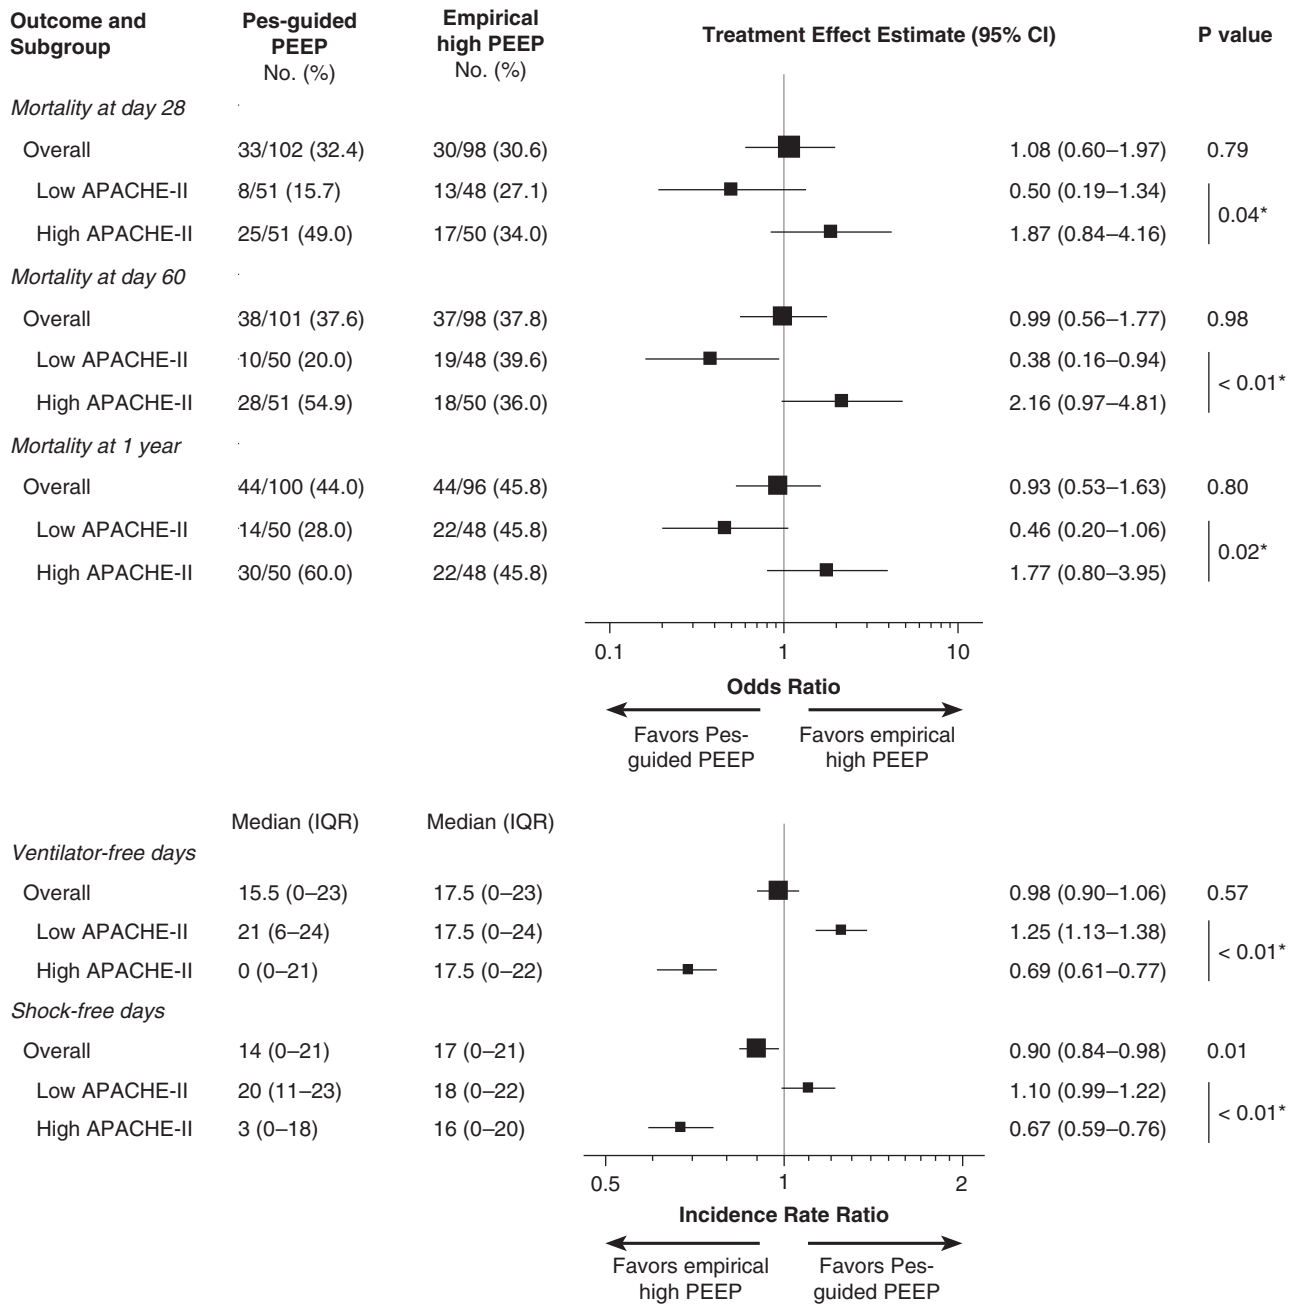 Outcome and Subgroup Pes-guided PEEP No. (%) Empirical high PEEP No. (%) Treatment Effect Estimate (95% CI) P value
Mortality at day 28
Overall 33/102 (32.4) 30/98 (30.6) 1.08 (0.60–1.97) 0.79
Low APACHE-II 8/51 (15.7) 13/48 (27.1) 0.50 (0.19–1.34)
0.04*
High APACHE-II 25/51 (49.0) 17/50 (34.0) 1.87 (0.84–4.16)
Mortality at day 60
Overall 38/101 (37.6) 37/98 (37.8) 0.99 (0.56–1.77) 0.98
Low APACHE-II 10/50 (20.0) 19/48 (39.6) 0.38 (0.16–0.94)
< 0.01*
High APACHE-II 28/51 (54.9) 18/50 (36.0) 2.16 (0.97–4.81)
Mortality at 1 year
Overall 44/100 (44.0) 44/96 (45.8) 0.93 (0.53–1.63) 0.80
Low APACHE-II 14/50 (28.0) 22/48 (45.8) 0.46 (0.20–1.06)
0.02*
High APACHE-II 30/50 (60.0) 22/48 (45.8) 1.77 (0.80–3.95)
0.1 1 10
Odds Ratio
Favors Pes-guided PEEP Favors empirical high PEEP
Median (IQR) Median (IQR)
Ventilator-free days
Overall 15.5 (0–23) 17.5 (0–23) 0.98 (0.90–1.06) 0.57
Low APACHE-II 21 (6–24) 17.5 (0–24) 1.25 (1.13–1.38)
< 0.01*
High APACHE-II 0 (0–21) 17.5 (0–22) 0.69 (0.61–0.77)
Shock-free days
Overall 14 (0–21) 17 (0–21) 0.90 (0.84–0.98) 0.01
Low APACHE-II 20 (11–23) 18 (0–22) 1.10 (0.99–1.22)
< 0.01*
High APACHE-II 3 (0–18) 16 (0–20) 0.67 (0.59–0.76)
0.5 1 2
Incidence Rate Ratio
Favors empirical high PEEP Favors Pes-guided PEEP